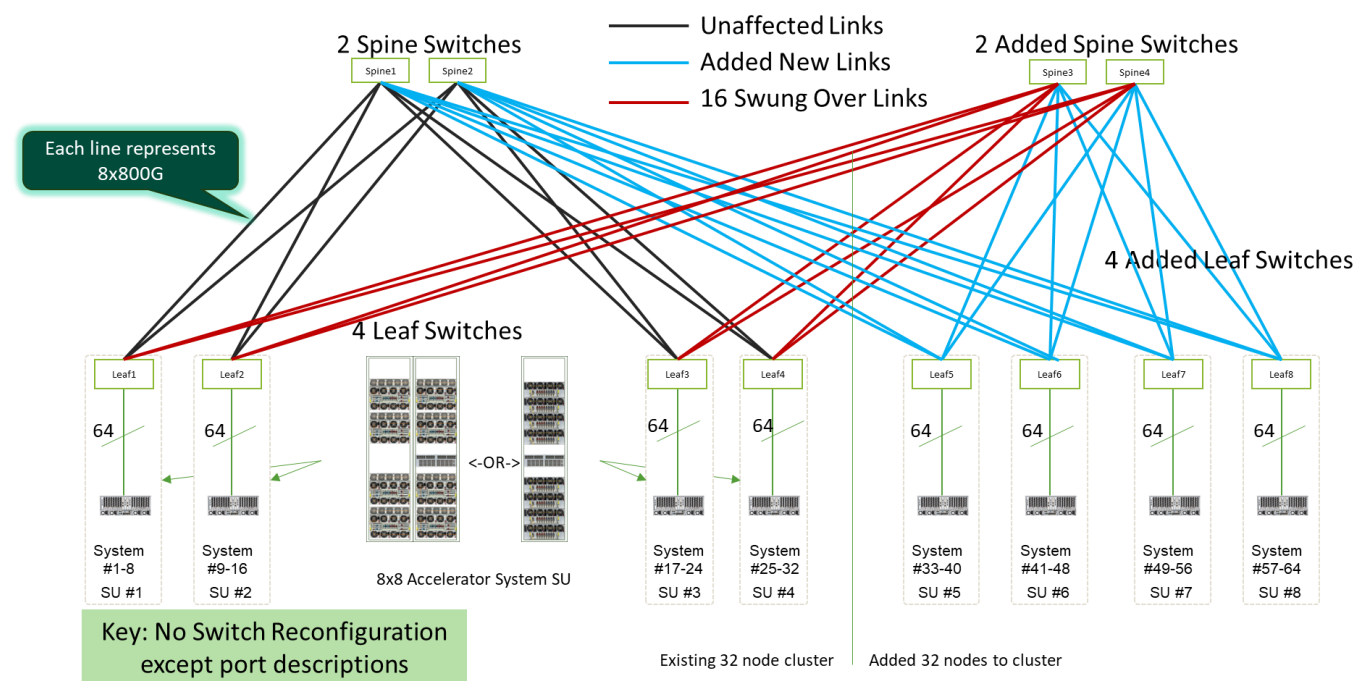 Unaffected Links
2 Spine Switches
2 Added Spine Switches
Added New Links
Spine1
Spine2
Spine3
Spine4
16 Swung Over Links
Each line represents
8x800G
4 Added Leaf Switches
4 Leaf Switches
Leaf1
Leaf2
Leaf3
Leaf4
Leaf5
Leaf6
Leaf7
Leaf8
64
64
64
64
64
64
64
64
<-OR->
System
#1-8
SU #1
System
#9-16
SU #2
8x8 Accelerator System SU
System
#17-24
SU #3
System
#25-32
SU #4
System
#33-40
SU #5
System
#41-48
SU #6
System
#49-56
SU #7
System
#57-64
SU #8
Key: No Switch Reconfiguration
except port descriptions
Existing 32 node cluster
Added 32 nodes to cluster